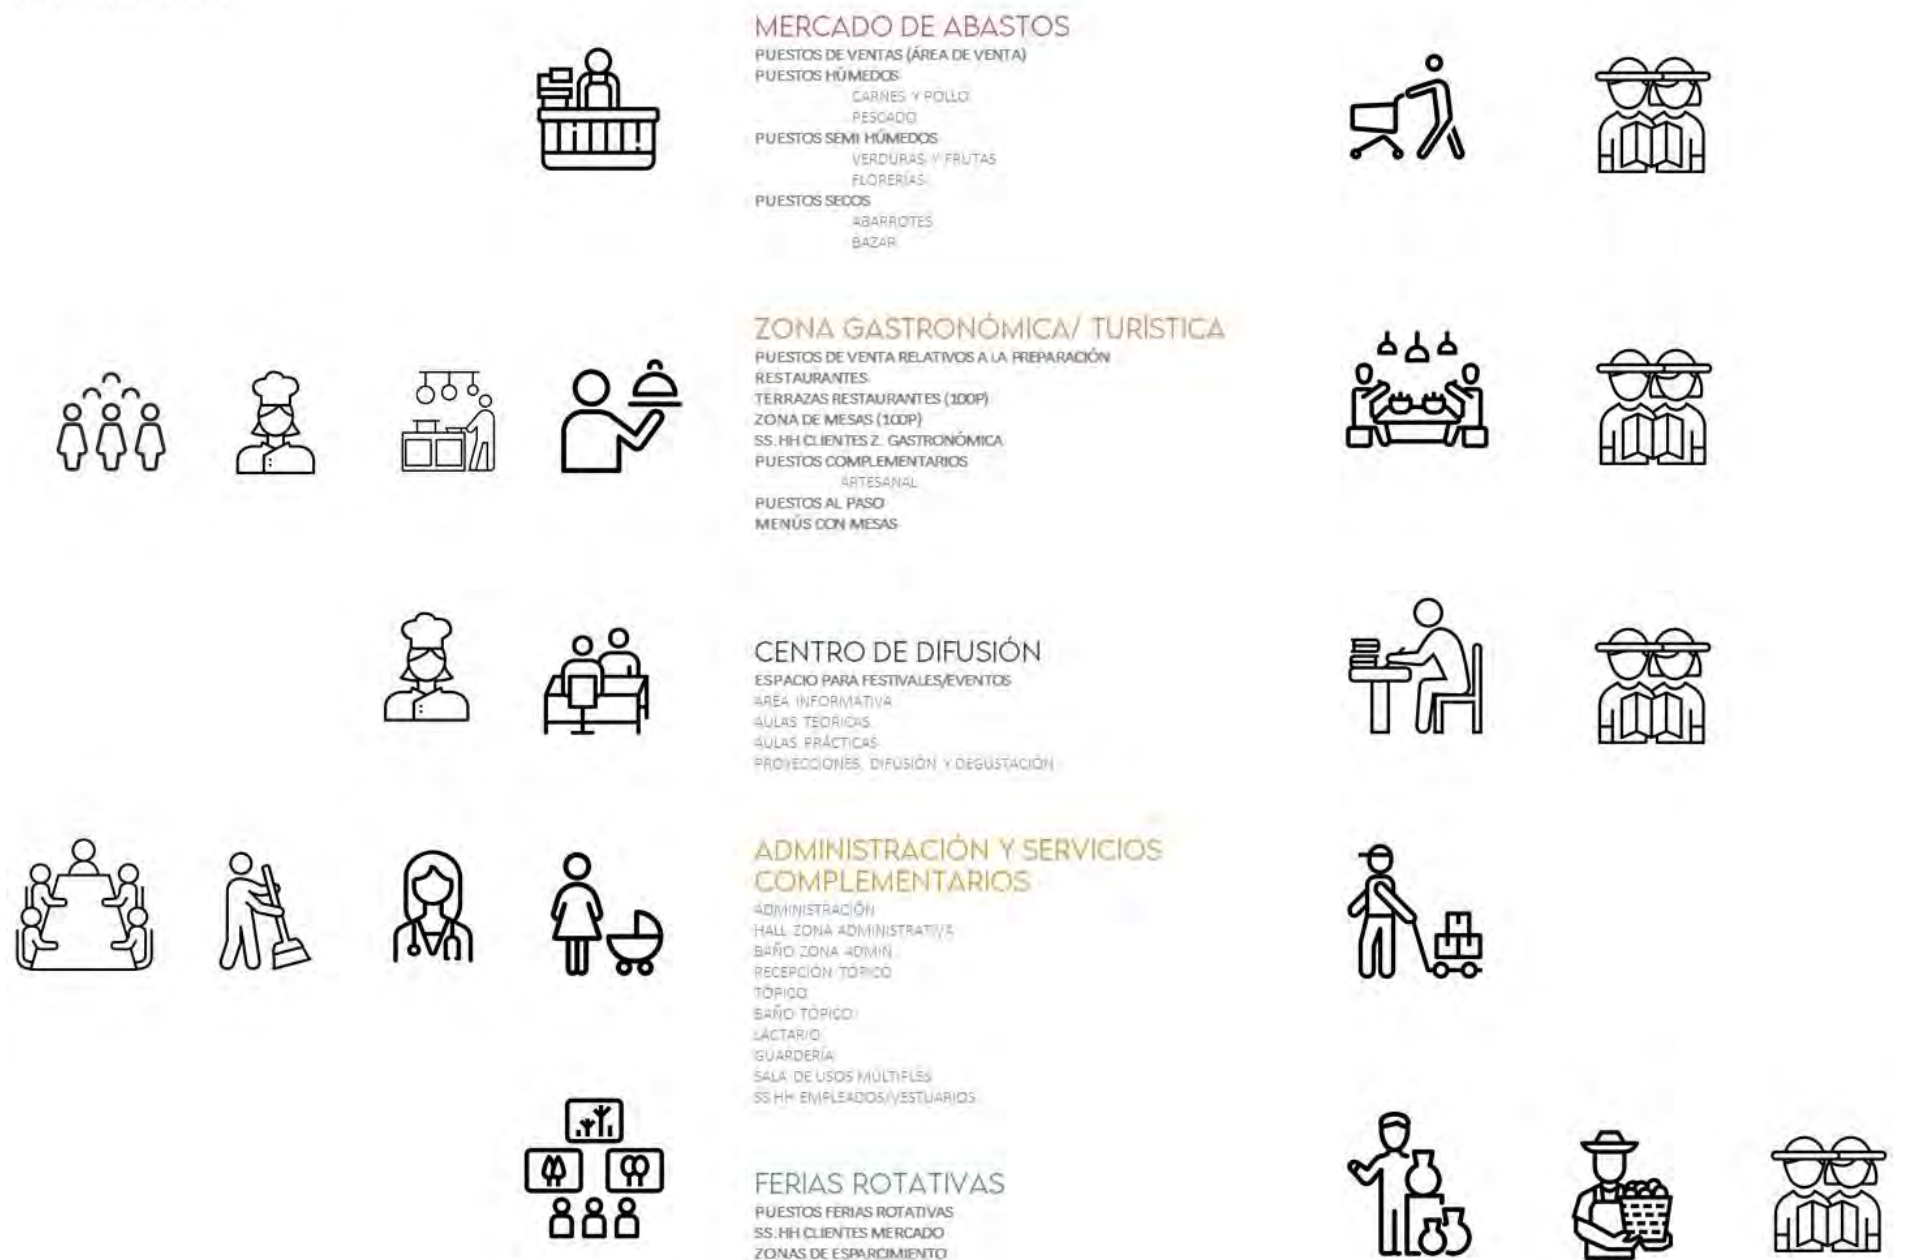 MERCADO DE ABASTOS
PUESTOS DE VENTAS (ÁREA DE VENTA)
PUESTOS HÚMEDOS
CARNES Y POLLO
PESCADO
PUESTOS SEMI HÚMEDOS
VERDURAS Y FRUTAS
FLORERÍAS
PUESTOS SECOS
ABARROTES
BAZAR
ZONA GASTRONÓMICA/ TURÍSTICA
PUESTOS DE VENTA RELATIVOS A LA PREPARACIÓN
RESTAURANTES
TERRAZAS RESTAURANTES (100P)
ZONA DE MESAS (100P)
SS.HH CLIENTES Z. GASTRONÓMICA
PUESTOS COMPLEMENTARIOS
ARTESANAL
PUESTOS AL PASO
MENÚS CON MESAS
CENTRO DE DIFUSIÓN
ESPACIO PARA FESTIVALES/EVENTOS
AREA INFORMATIVA
AULAS TEÓRICAS
AULAS PRÁCTICAS
PROYECCIONES, DIFUSIÓN Y DEGUSTACIÓN
ADMINISTRACIÓN Y SERVICIOS
COMPLEMENTARIOS
ADMINISTRACIÓN
HALL ZONA ADMINISTRATIVA
BAÑO ZONA ADMIN
RECEPCIÓN TÓPICO
TÓPICO
BAÑO TÓPICO
LACTARIO
GUARDERÍA
SALA DE USOS MÚLTIPLES
SS.HH EMPLEADOS/VESTUARIOS
FERIAS ROTATIVAS
PUESTOS FERIAS ROTATIVAS
SS.HH CLIENTES MERCADO
ZONAS DE ESPARCIMIENTO